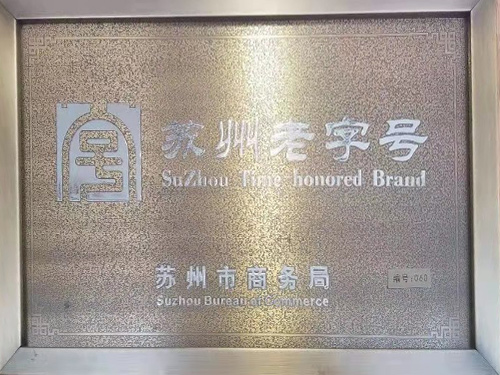 苏州老字号
SuZhou Time-honored Brand
苏州市商务局
Suzhou Bureau of Commerce
编号:060